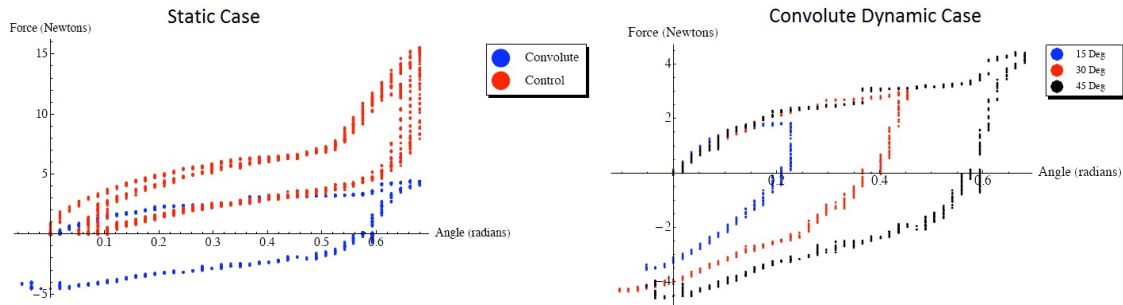 Static Case
Force (Newtons)
15
10
5
-5
0
0.1
0.2
0.3
0.4
0.5
0.6
Angle (radians)
Convolute
Control
Convolute Dynamic Case
Force (Newtons)
4
2
-2
-4
0
0.2
0.4
0.6
Angle (radians)
15 Deg
30 Deg
45 Deg